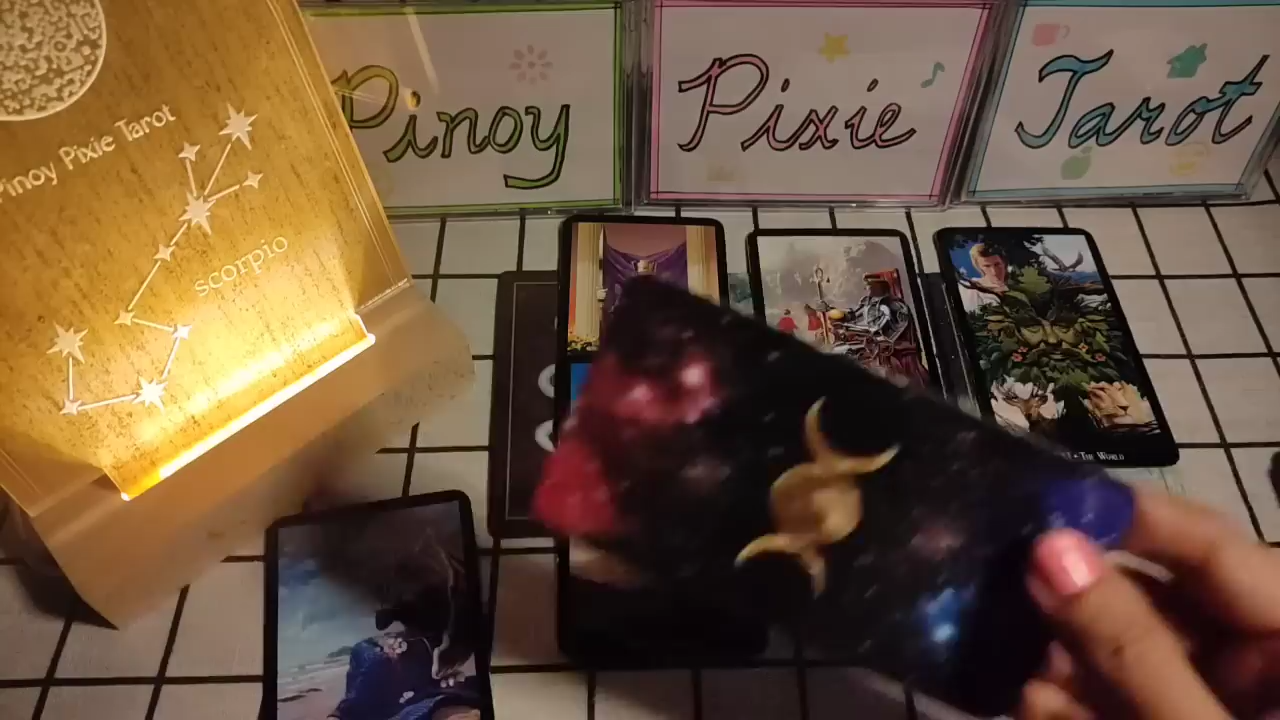 Pinoy Pixie Tarot
scorpio
Pinoy
Pixie
Tarot
The World